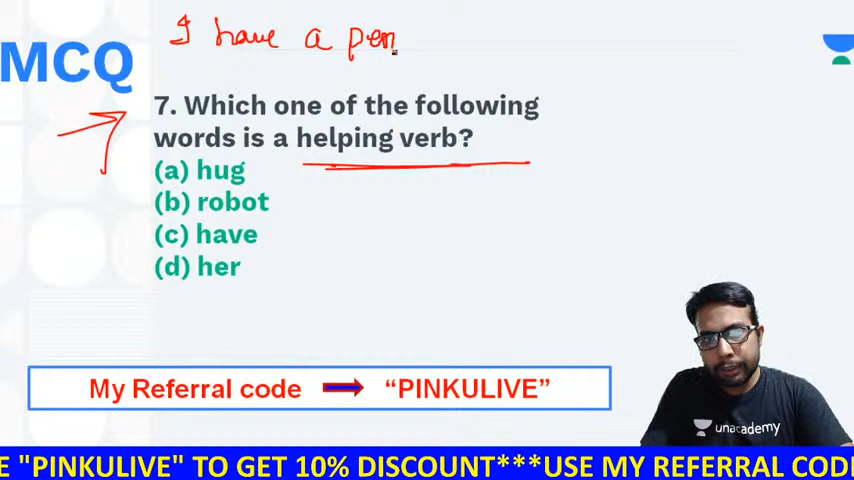 I have a pen
MCQ
7. Which one of the following
words is a helping verb?
(a) hug
(b) robot
(c) have
(d) her
unacademy
My Referral code “PINKULIVE”
E "PINKULIVE" TO GET 10% DISCOUNT***USE MY REFERRAL CODE